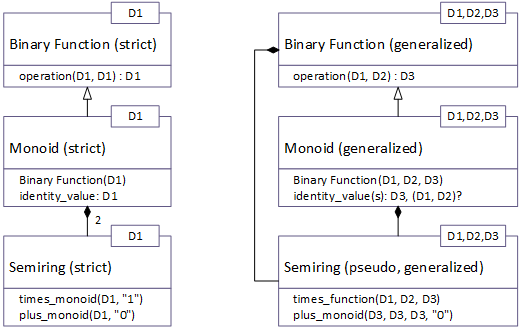 D1
Binary Function (strict)
operation(D1, D1) : D1
D1
Monoid (strict)
Binary Function(D1)
identity_value: D1
2
D1
Semiring (strict)
times_monoid(D1, "1")
plus_monoid(D1, "0")
D1,D2,D3
Binary Function (generalized)
operation(D1, D2) : D3
D1,D2,D3
Monoid (generalized)
Binary Function(D1, D2, D3)
identity_value(s): D3, (D1, D2)?
D1,D2,D3
Semiring (pseudo, generalized)
times_function(D1, D2, D3)
plus_monoid(D3, D3, D3, "0")